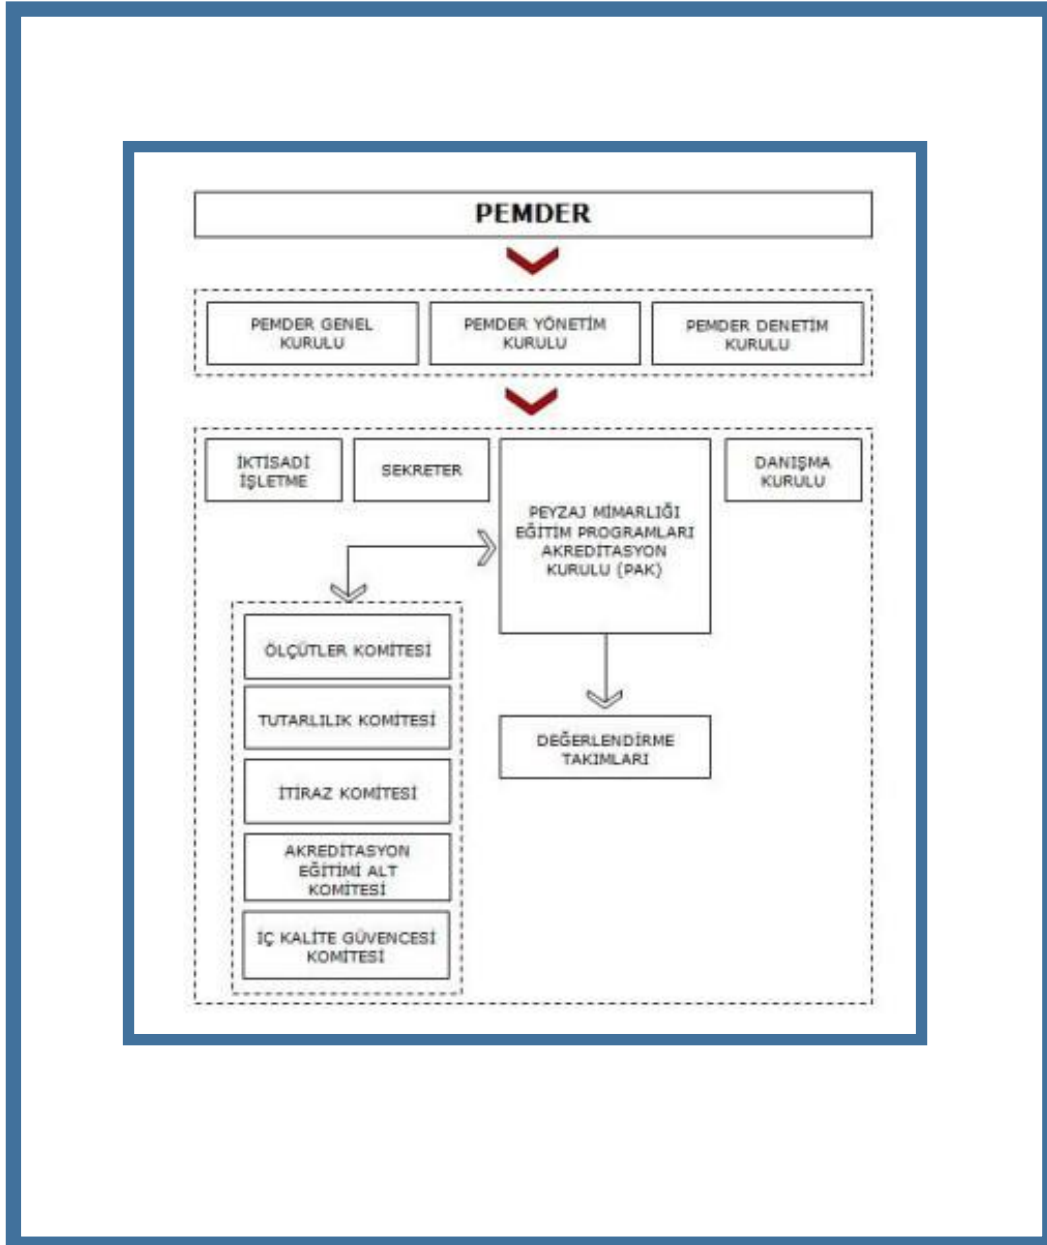 PEMDER
PEMDER GENEL
KURULU
PEMDER YÖNETİM
KURULU
PEMDER DENETİM
KURULU
İKTİSADİ
İŞLETME
SEKRETER
PEYZAJ MİMARLIĞI
EĞİTİM PROGRAMLARI
AKREDİTASYON
KURULU (PAK)
DANIŞMA
KURULU
ÖLÇÜTLER KOMİTESİ
TUTARLILIK KOMİTESİ
İTİRAZ KOMİTESİ
AKREDİTASYON
EĞİTİMİ ALT
KOMİTESİ
İÇ KALİTE GÜVENCESİ
KOMİTESİ
DEĞERLENDİRME
TAKIMLARI